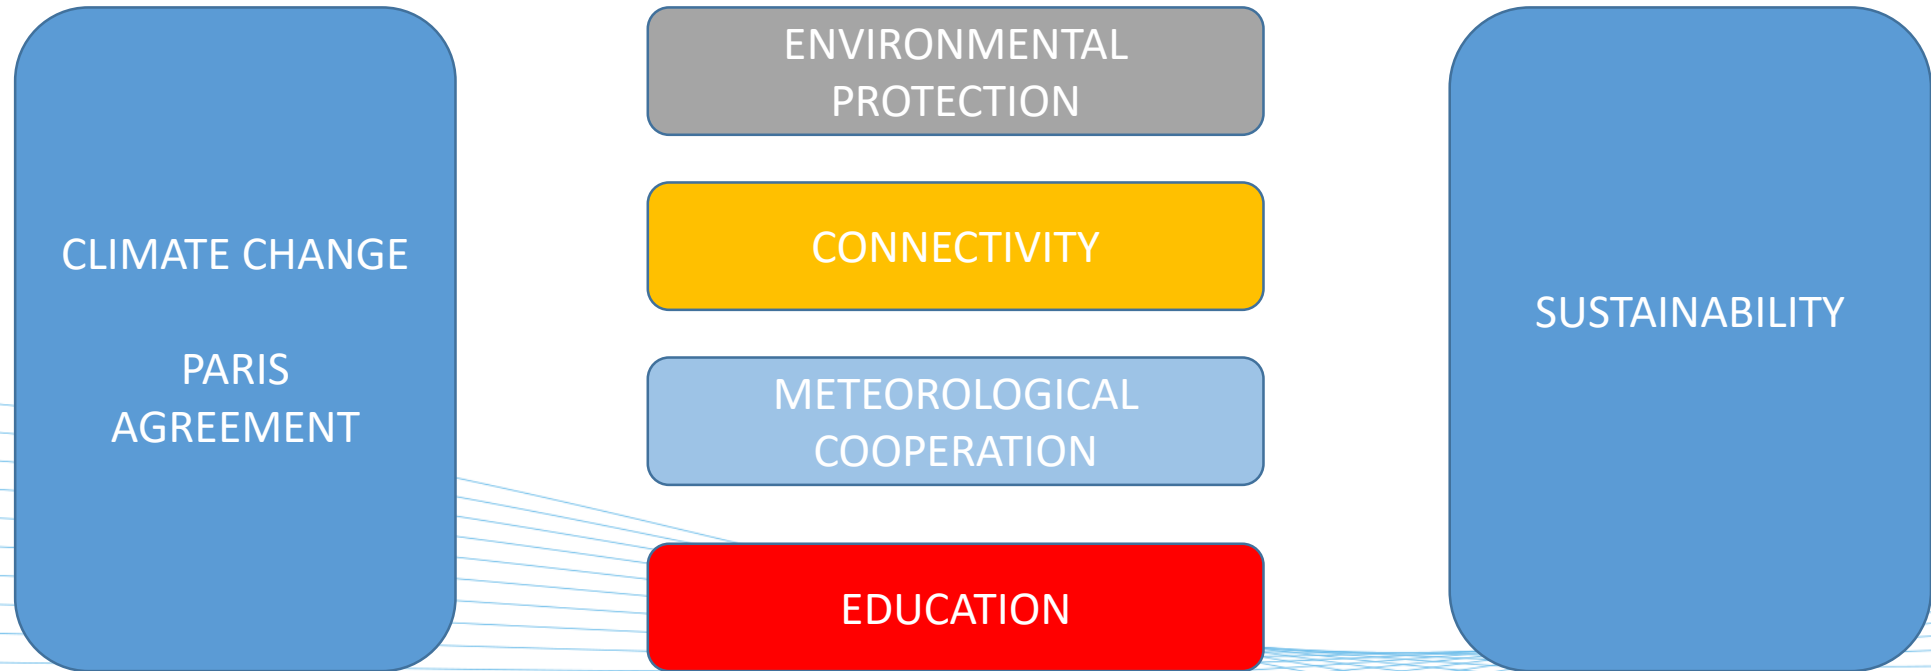 CLIMATE CHANGE
PARIS
AGREEMENT
ENVIRONMENTAL
PROTECTION
CONNECTIVITY
METEOROLOGICAL
COOPERATION
EDUCATION
SUSTAINABILITY